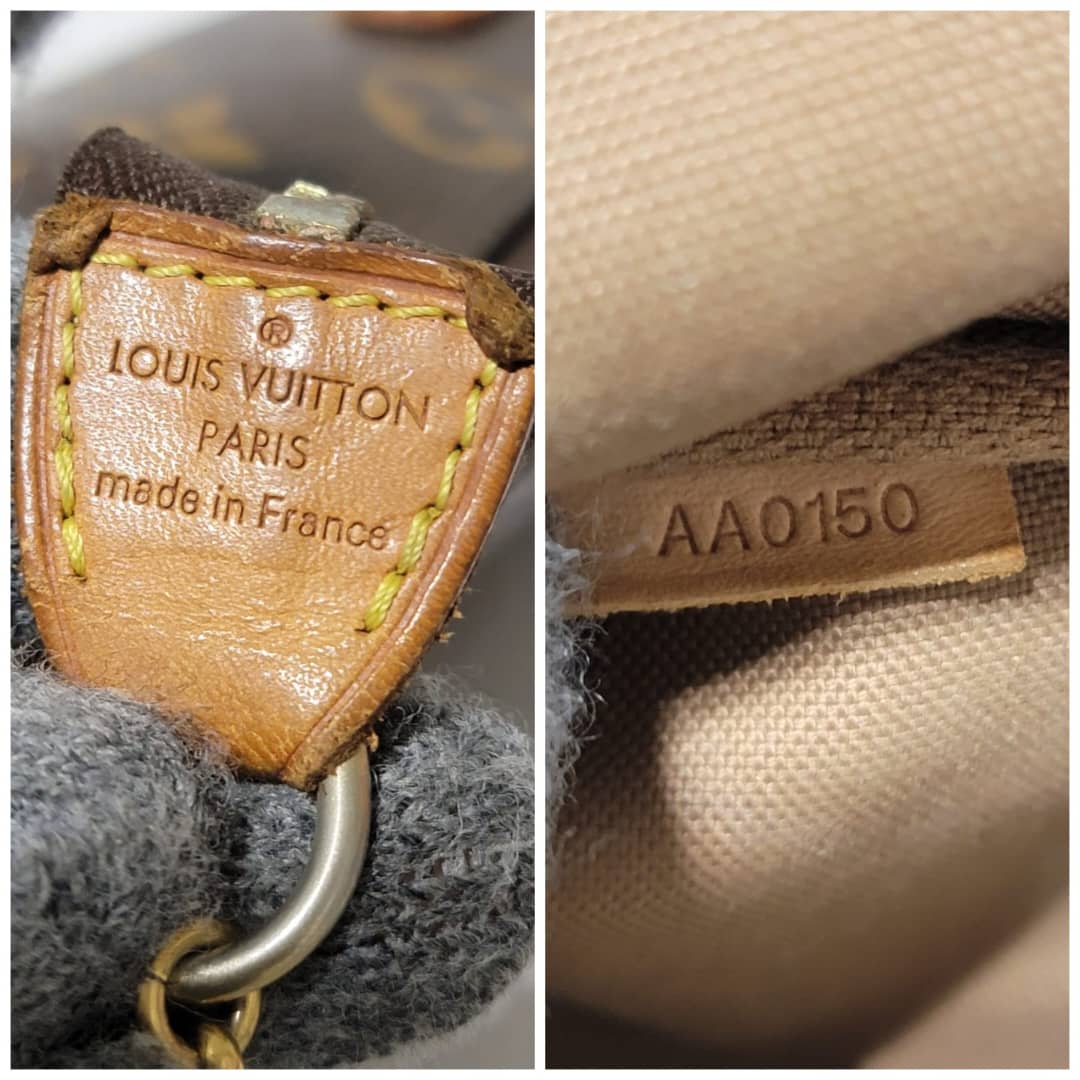 ®
LOUIS VUITTON
PARIS
made in France
AA0150